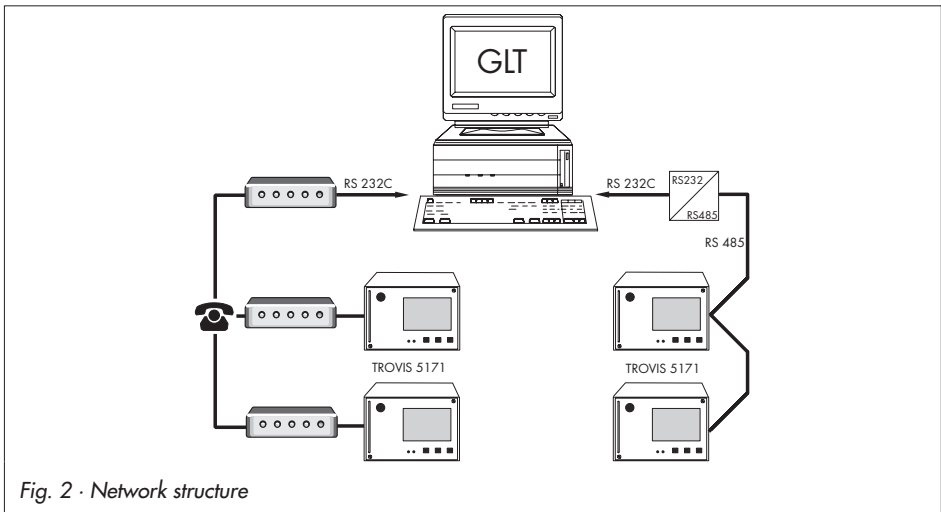 GLT
RS 232C
RS 232C
RS232
RS485
RS 485
TROVIS 5171
TROVIS 5171
Fig. 2 · Network structure